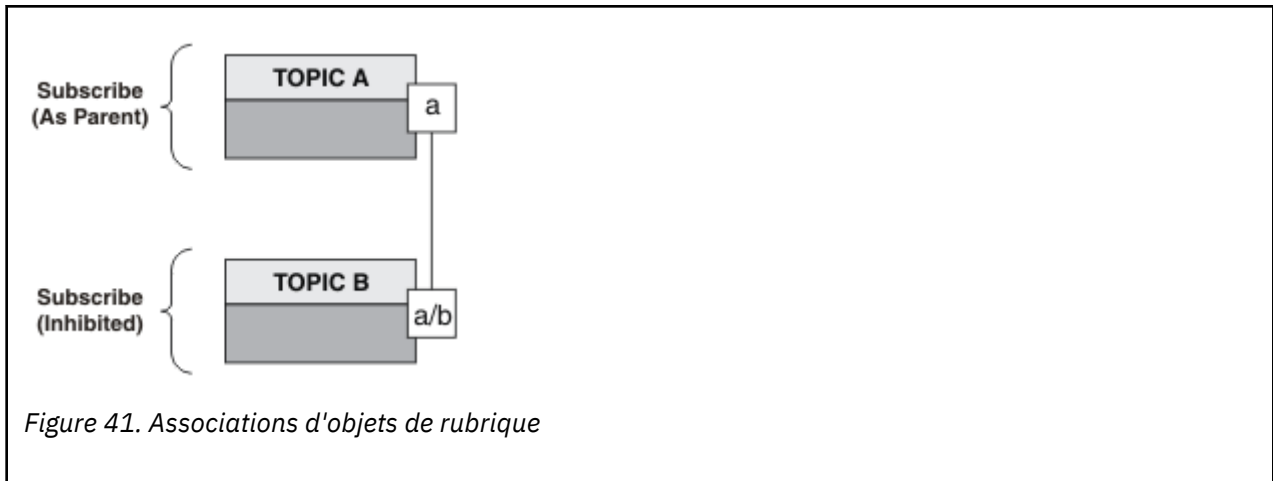 Subscribe
(As Parent)
TOPIC A
a
Subscribe
(Inhibited)
TOPIC B
a/b
Figure 41. Associations d'objets de rubrique